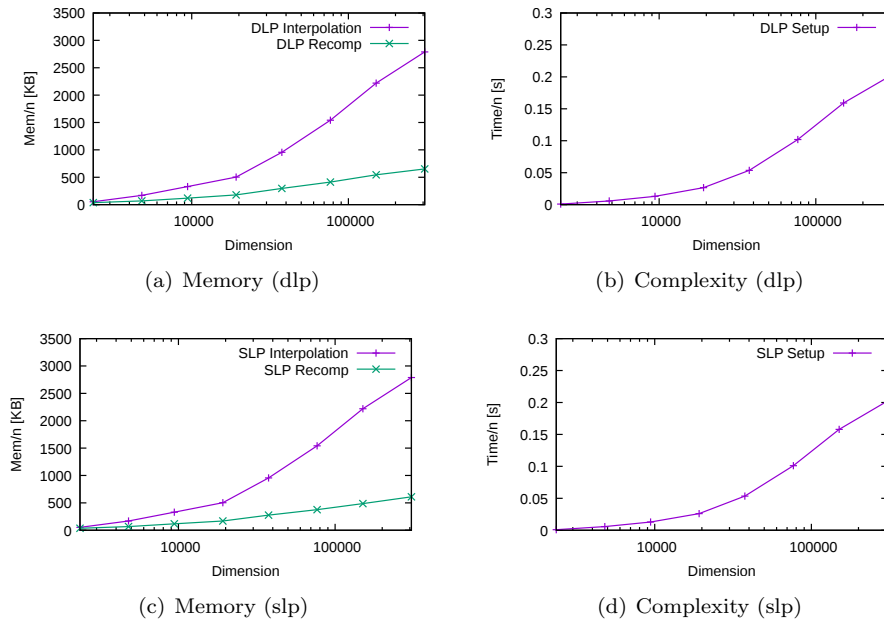 3500
3000
2500
2000
1500
1000
500
0
10000 100000
Mem/n [KB]
Dimension
DLP Interpolation
DLP Recomp
(a) Memory (dlp)
0.3
0.25
0.2
0.15
0.1
0.05
0
10000 100000
Time/n [s]
Dimension
DLP Setup
(b) Complexity (dlp)
3500
3000
2500
2000
1500
1000
500
0
10000 100000
Mem/n [KB]
Dimension
SLP Interpolation
SLP Recomp
(c) Memory (slp)
0.3
0.25
0.2
0.15
0.1
0.05
0
10000 100000
Time/n [s]
Dimension
SLP Setup
(d) Complexity (slp)